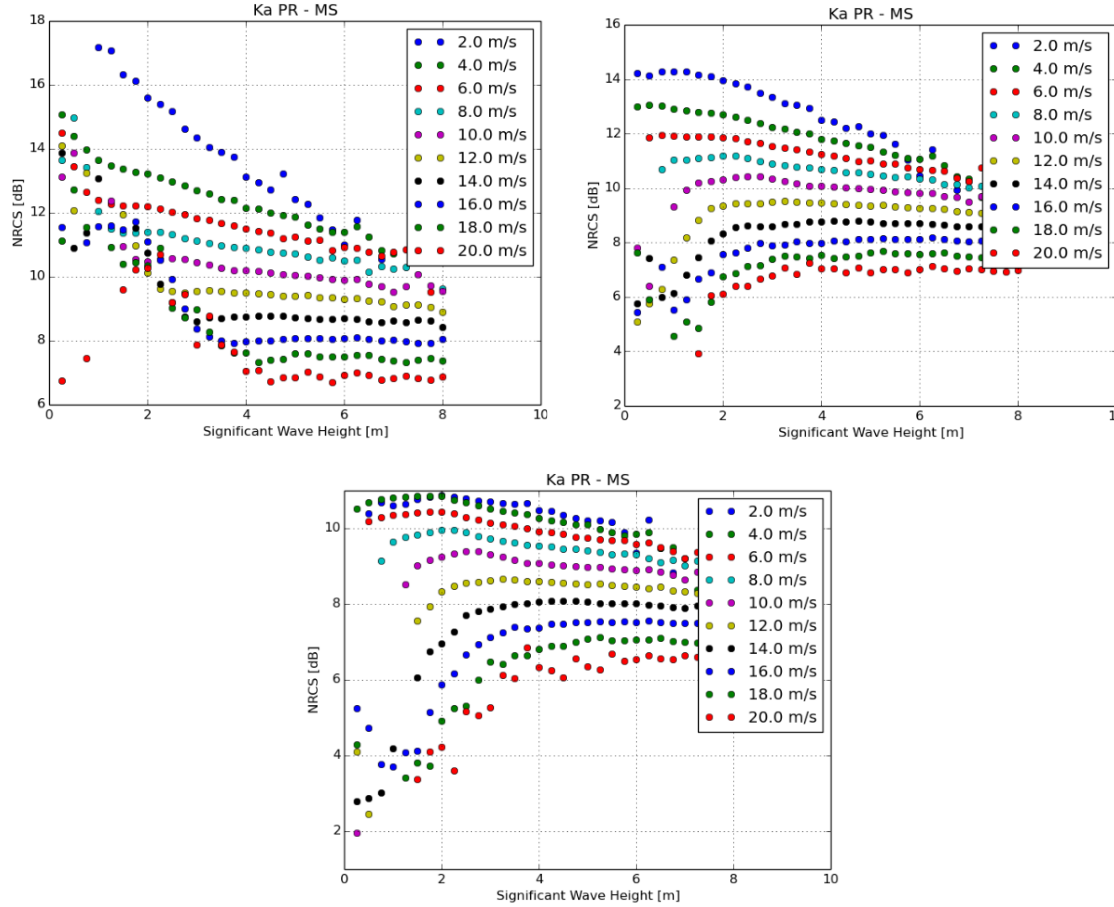 Ka PR - MS
18
16
14
12
10
8
6
NRCS [dB]
0 2 4 6 8 10
Significant Wave Height [m]
2.0 m/s
4.0 m/s
6.0 m/s
8.0 m/s
10.0 m/s
12.0 m/s
14.0 m/s
16.0 m/s
18.0 m/s
20.0 m/s
Ka PR - MS
16
14
12
10
8
6
4
2
NRCS [dB]
0 2 4 6 8 1
Significant Wave Height [m]
2.0 m/s
4.0 m/s
6.0 m/s
8.0 m/s
10.0 m/s
12.0 m/s
14.0 m/s
16.0 m/s
18.0 m/s
20.0 m/s
Ka PR - MS
10
8
6
4
2
NRCS [dB]
0 2 4 6 8 10
Significant Wave Height [m]
2.0 m/s
4.0 m/s
6.0 m/s
8.0 m/s
10.0 m/s
12.0 m/s
14.0 m/s
16.0 m/s
18.0 m/s
20.0 m/s